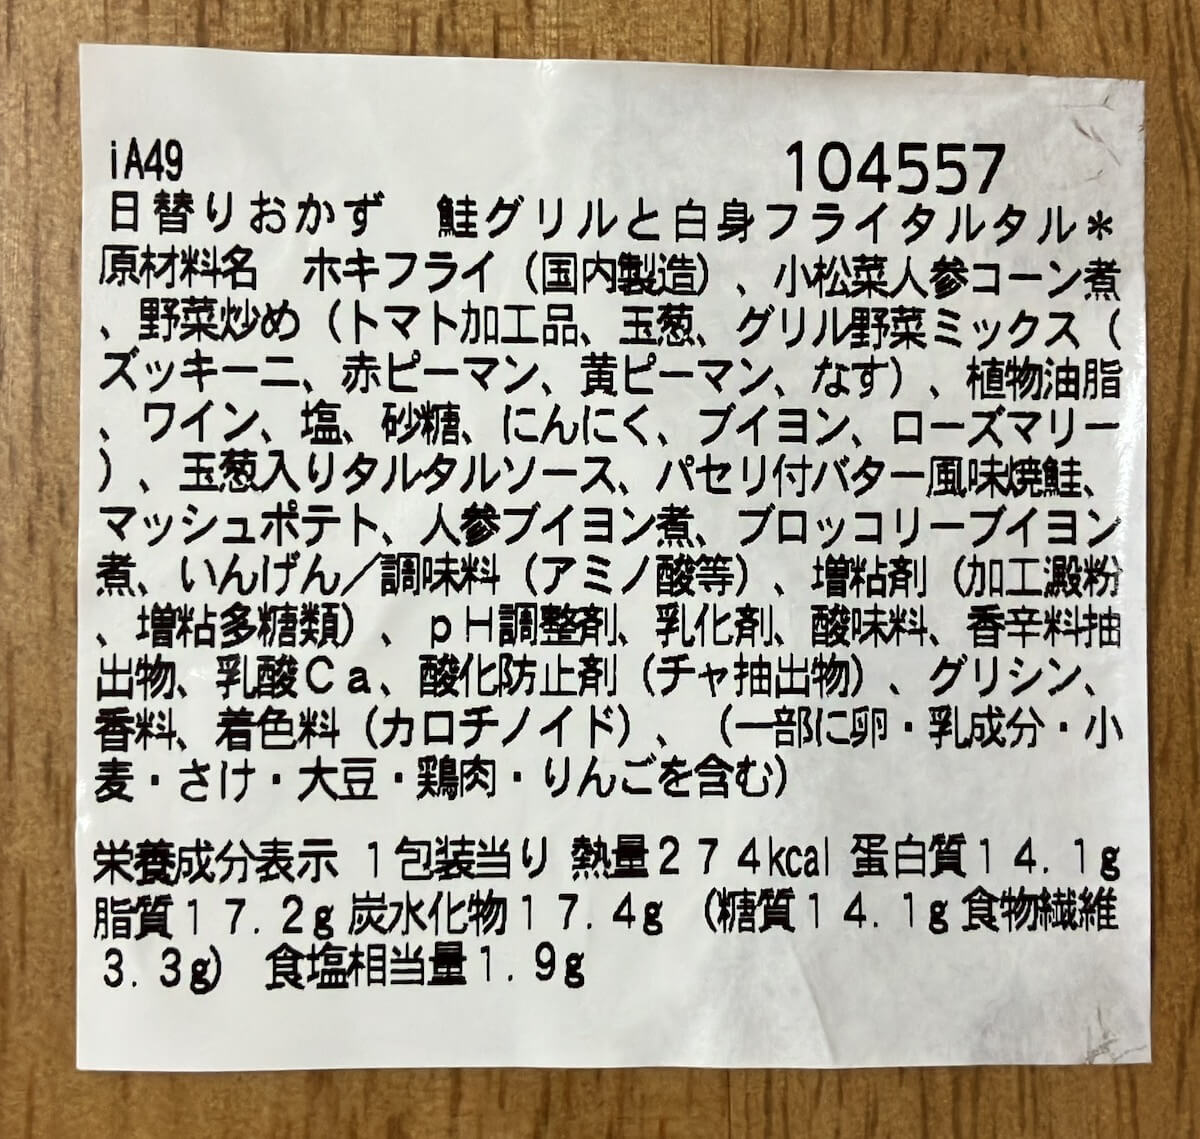 iA49 104557
日替りおかず 鮭グリルと白身フライタルタル＊
原材料名 ホキフライ（国内製造）、小松菜人参コーン煮
、野菜炒め（トマト加工品、玉葱、グリル野菜ミックス（
ズッキーニ、赤ピーマン、黄ピーマン、なす）、植物油脂
、ワイン、塩、砂糖、にんにく、ブイヨン、ローズマリー
）、玉葱入りタルタルソース、パセリ付バター風味焼鮭、
マッシュポテト、人参ブイヨン煮、ブロッコリーブイヨン
煮、いんげん／調味料（アミノ酸等）、増粘剤（加工澱粉
、増粘多糖類）、ｐＨ調整剤、乳化剤、酸味料、香辛料抽
出物、乳酸Ｃａ、酸化防止剤（チャ抽出物）、グリシン、
香料、着色料（カロチノイド）、（一部に卵・乳成分・小
麦・さけ・大豆・鶏肉・りんごを含む）
栄養成分表示 １包装当り 熱量２７４kcal 蛋白質１４．１g
脂質１７．２g 炭水化物１７．４g （糖質１４．１g 食物繊維
３．３g） 食塩相当量１．９g